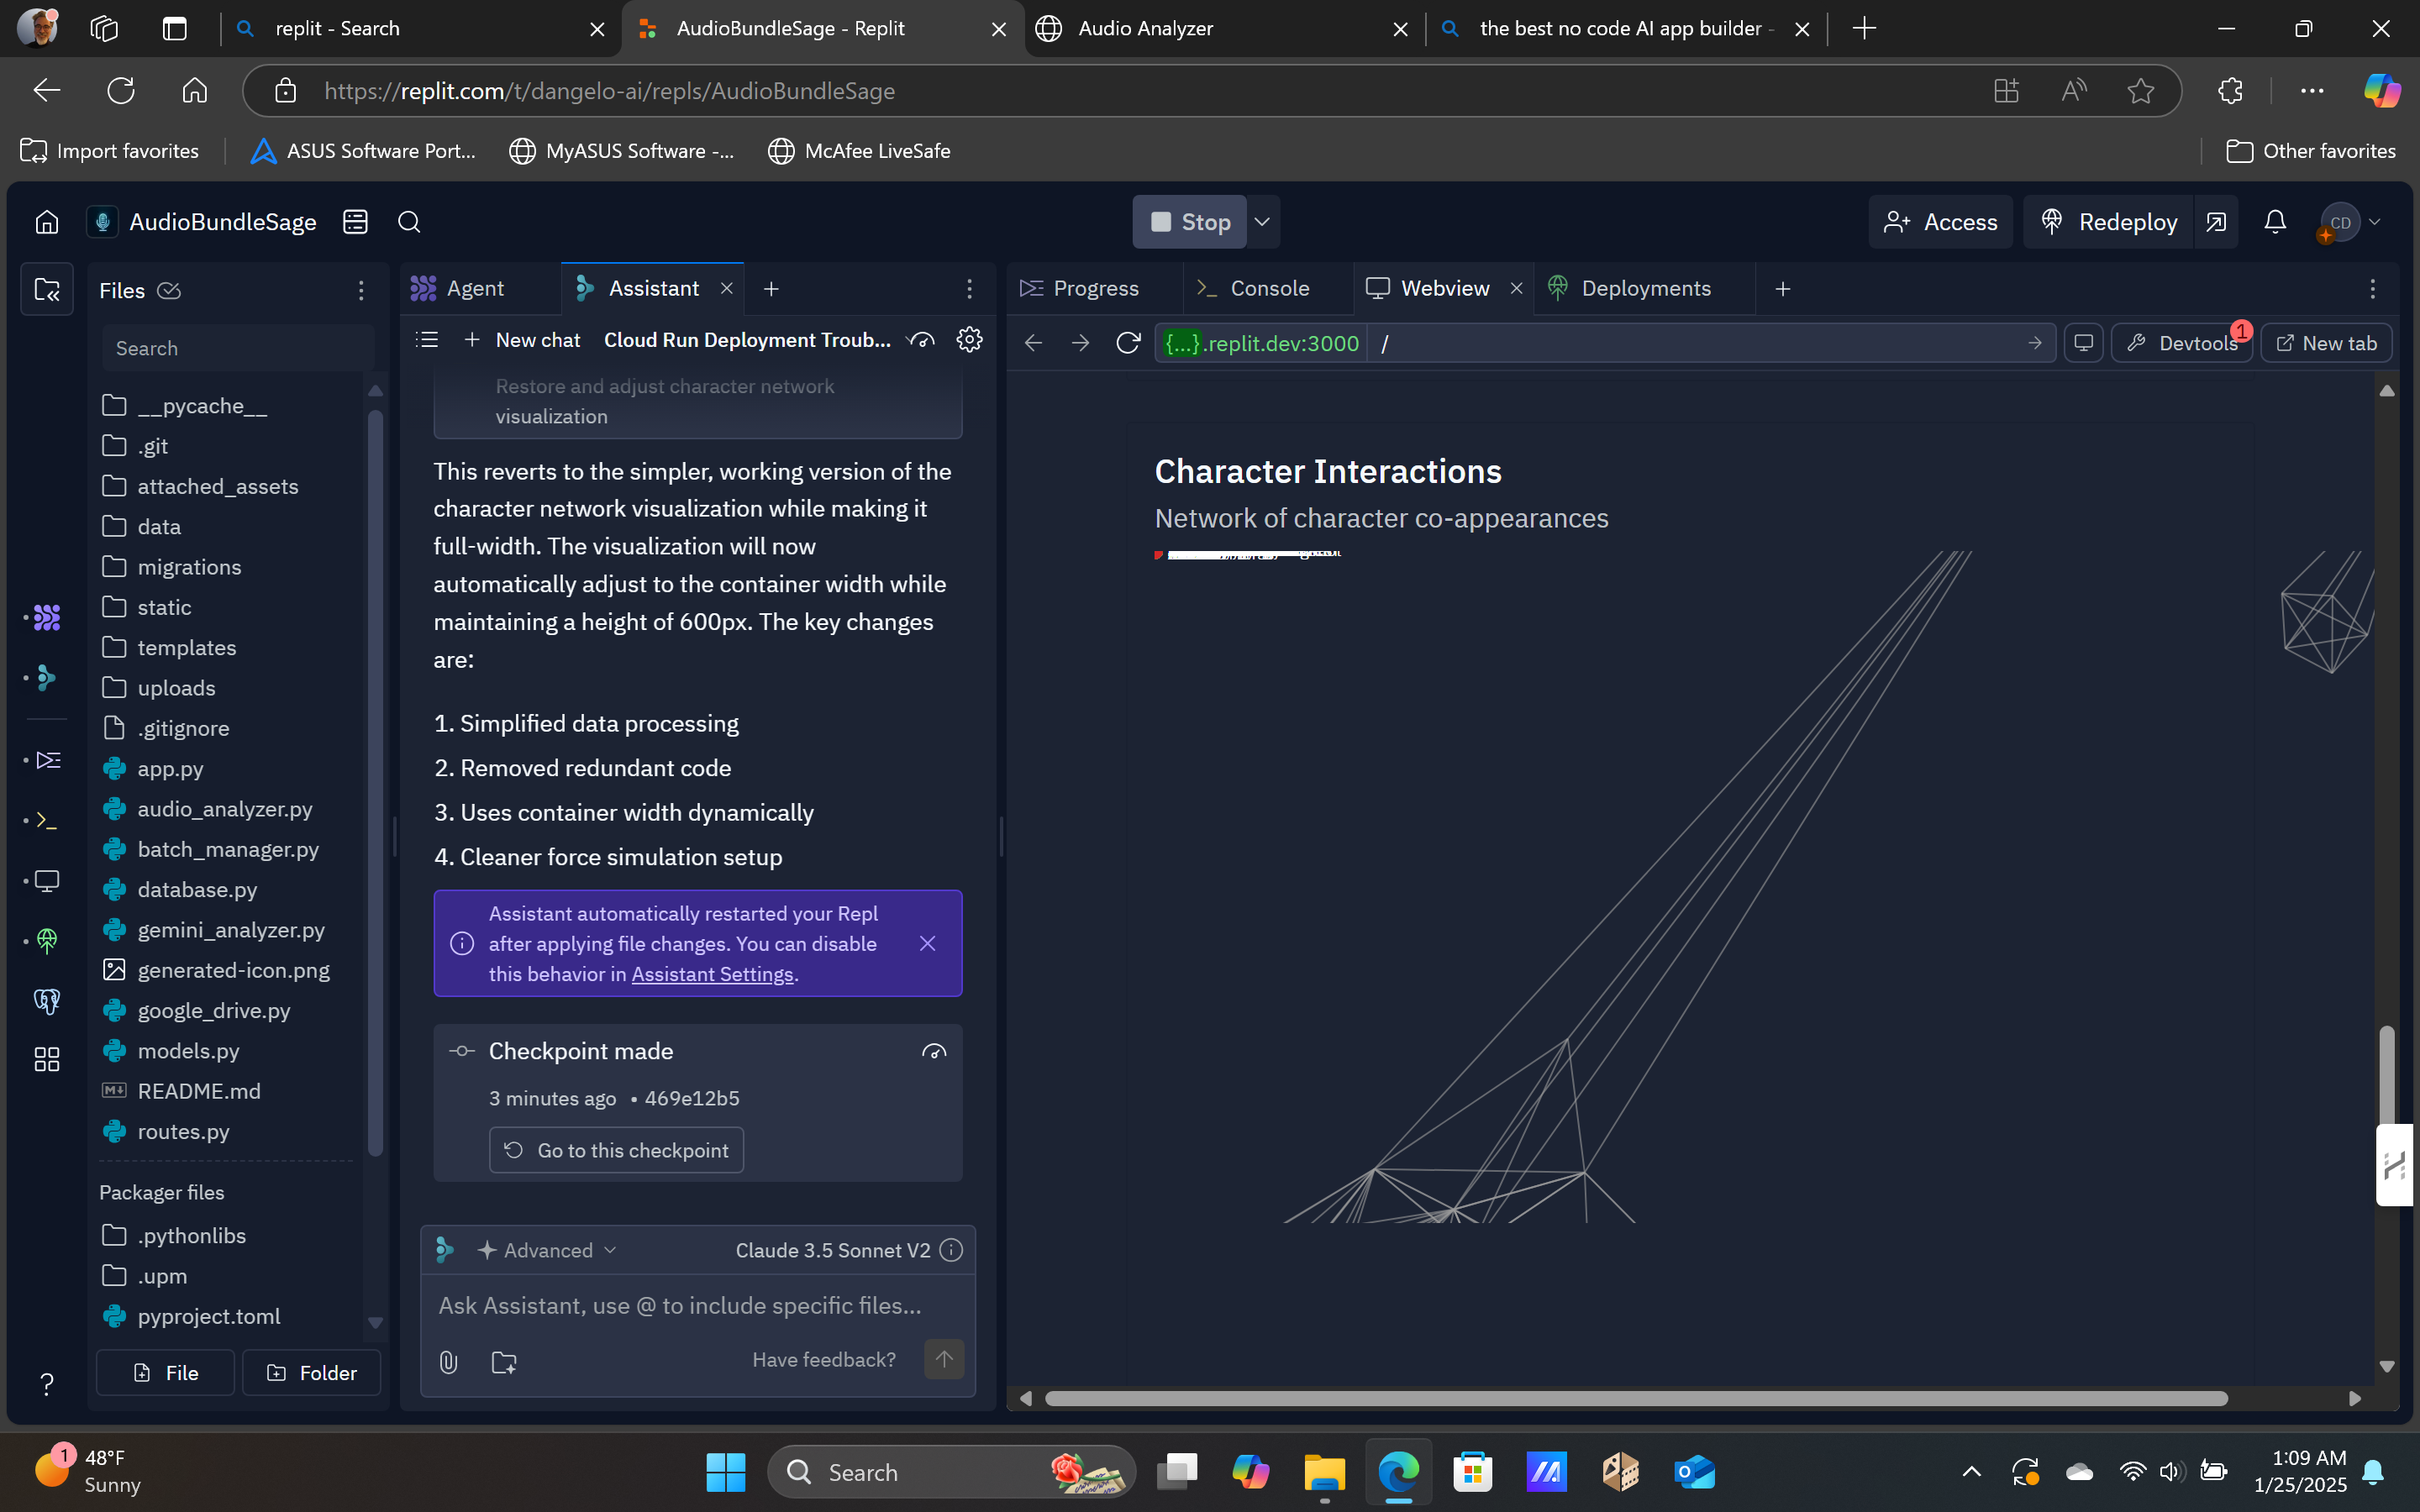 replit - Search
AudioBundleSage - Replit
Audio Analyzer
the best no code AI app builder -
https://replit.com/t/dangelo-ai/repls/AudioBundleSage
Import favorites
ASUS Software Port...
MyASUS Software -...
McAfee LiveSafe
Other favorites
AudioBundleSage
Stop
Access
Redeploy
CD
Files
Search
__pycache__
.git
attached_assets
data
migrations
static
templates
uploads
.gitignore
app.py
audio_analyzer.py
batch_manager.py
database.py
gemini_analyzer.py
generated-icon.png
google_drive.py
models.py
README.md
routes.py
Packager files
.pythonlibs
.upm
pyproject.toml
File
Folder
Agent
Assistant
New chat
Cloud Run Deployment Troub...
Restore and adjust character network
visualization
This reverts to the simpler, working version of the
character network visualization while making it
full-width. The visualization will now
automatically adjust to the container width while
maintaining a height of 600px. The key changes
are:
1. Simplified data processing
2. Removed redundant code
3. Uses container width dynamically
4. Cleaner force simulation setup
Assistant automatically restarted your Repl
after applying file changes. You can disable
this behavior in Assistant Settings.
Checkpoint made
3 minutes ago • 469e12b5
Go to this checkpoint
Advanced
Claude 3.5 Sonnet V2
Ask Assistant, use @ to include specific files...
Have feedback?
Progress
Console
Webview
Deployments
{...}.replit.dev:3000
/
Devtools
1
New tab
Character Interactions
Network of character co-appearances
1
48°F
Sunny
Search
1:09 AM
1/25/2025